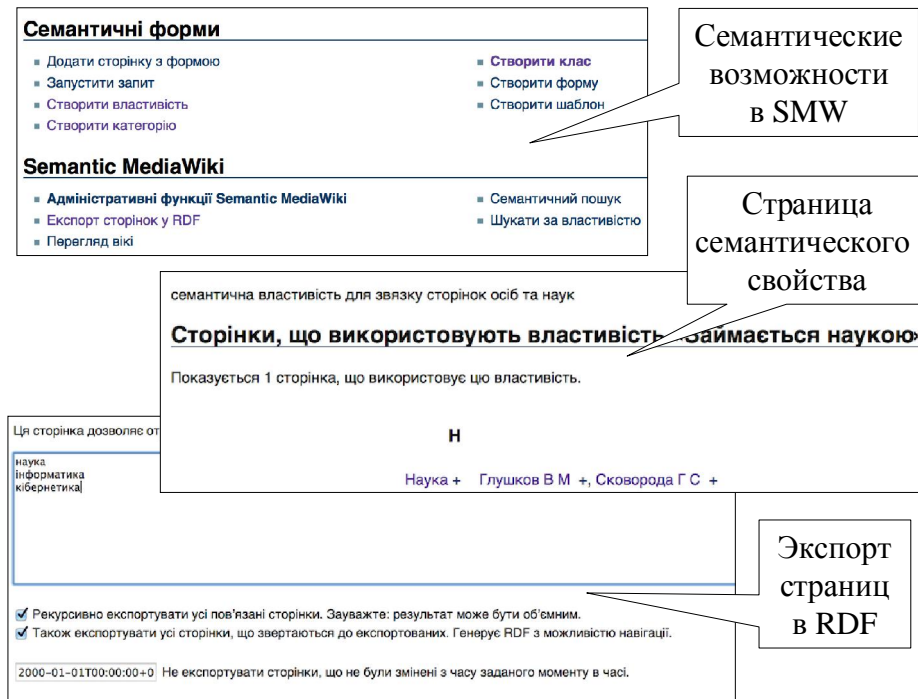 Семантичні форми
Додати сторінку з формою
Запустити запит
Створити властивість
Створити категорію
Створити клас
Створити форму
Створити шаблон
Semantic MediaWiki
Адміністративні функції Semantic MediaWiki
Експорт сторінок у RDF
Перегляд вікі
Семантичний пошук
Шукати за властивістю
Семантические
возможности
в SMW
Страница
семантического
свойства
семантична властивість для звязку сторінок осіб та наук
Сторінки, що використовують властивість «Займається наукою»
Показується 1 сторінка, що використовує цю властивість.
Н
Наука + Глушков В М +, Сковорода Г С +
Ця сторінка дозволяє
наука
інформатика
кібернетика
Экспорт
страниц
в RDF
Рекурсивно експортувати усі пов'язані сторінки. Зауважте: результат може бути об'ємним.
Також експортувати усі сторінки, що звертаються до експортованих. Генерує RDF з можливістю навігації.
2000-01-01T00:00:00+0 Не експортувати сторінки, що не були змінені з часу заданого моменту в часі.